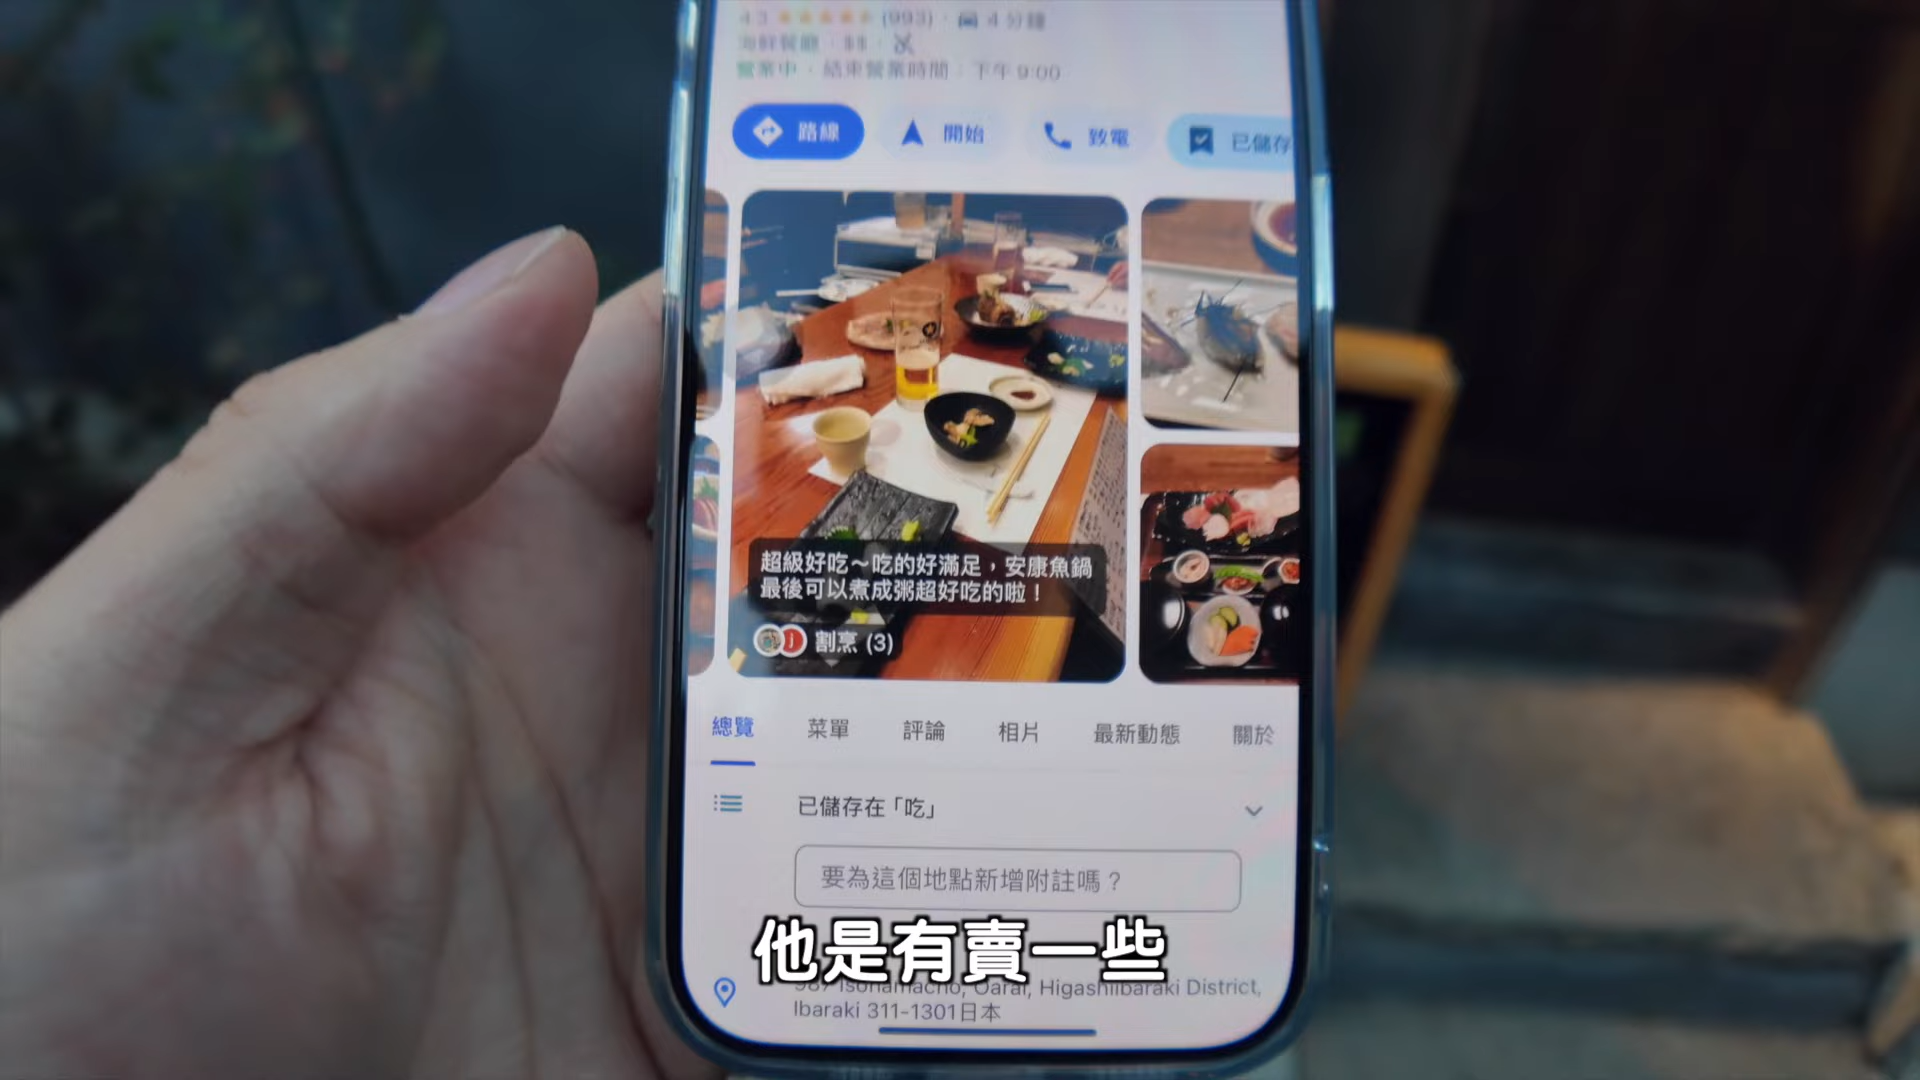 4.3 (993) · 4 分鐘
海鮮餐廳 · $$ ·
營業中 · 結束營業時間：下午 9:00
路線
開始
致電
已儲存
超級好吃～吃的好滿足，安康魚鍋
最後可以煮成粥超好吃的啦！
割烹 (3)
總覽
菜單
評論
相片
最新動態
關於
已儲存在「吃」
要為這個地點新增附註嗎？
他是有賣一些
987 Isohamacho, Oarai, Higashiibaraki District,
Ibaraki 311-1301日本